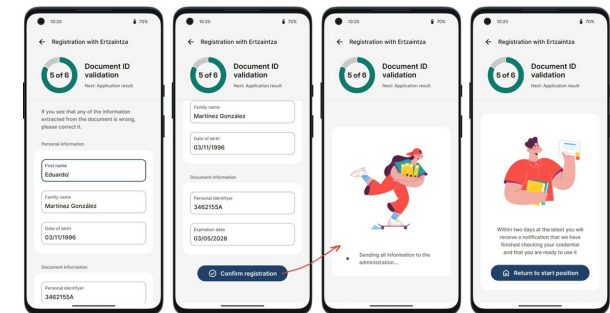 10:20
70%
← Registration with Ertzaintza
5 of 6
Document ID
validation
Next: Application result
If you see that any of the information
extracted from the document is wrong,
please correct it.
Personal information
First name
Eduardo
Family name
Martinez González
Date of birth
03/11/1996
Document information
Personal identifyer
3462155A
10:20
70%
← Registration with Ertzaintza
5 of 6
Document ID
validation
Next: Application result
Family name
Martinez González
Date of birth
03/11/1996
Document information
Personal identifyer
3462155A
Expiration date
03/05/2028
Confirm registration
10:20
70%
← Registration with Ertzaintza
5 of 6
Document ID
validation
Next: Application result
Sending all information to the
administration...
10:20
70%
← Registration with Ertzaintza
5 of 6
Document ID
validation
Next: Application result
Within two days at the latest you will
receive a notification that we have
finished checking your credential
and that you are ready to use it
Return to start position